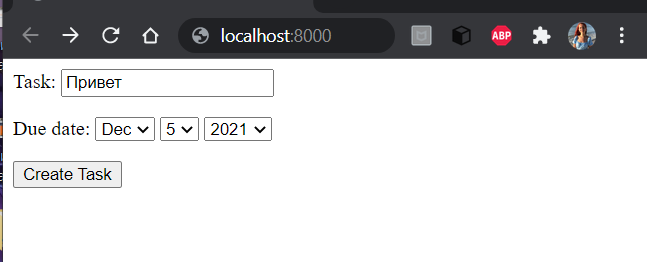 localhost:8000
ABP
Task: Привет
Due date: Dec 5 2021
Create Task